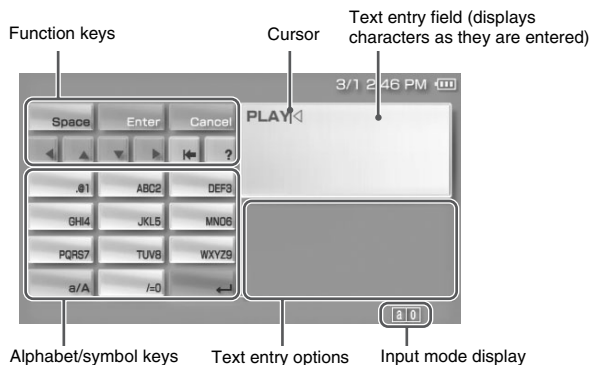 Text entry field (displays
characters as they are entered)
Function keys
Cursor
3/1 2:46 PM
Space Enter Cancel
PLAY
?
.@1 ABC2 DEF3
GHI4 JKL5 MNO6
PQRS7 TUV8 WXYZ9
a/A /=0
a 0
Alphabet/symbol keys
Text entry options
Input mode display